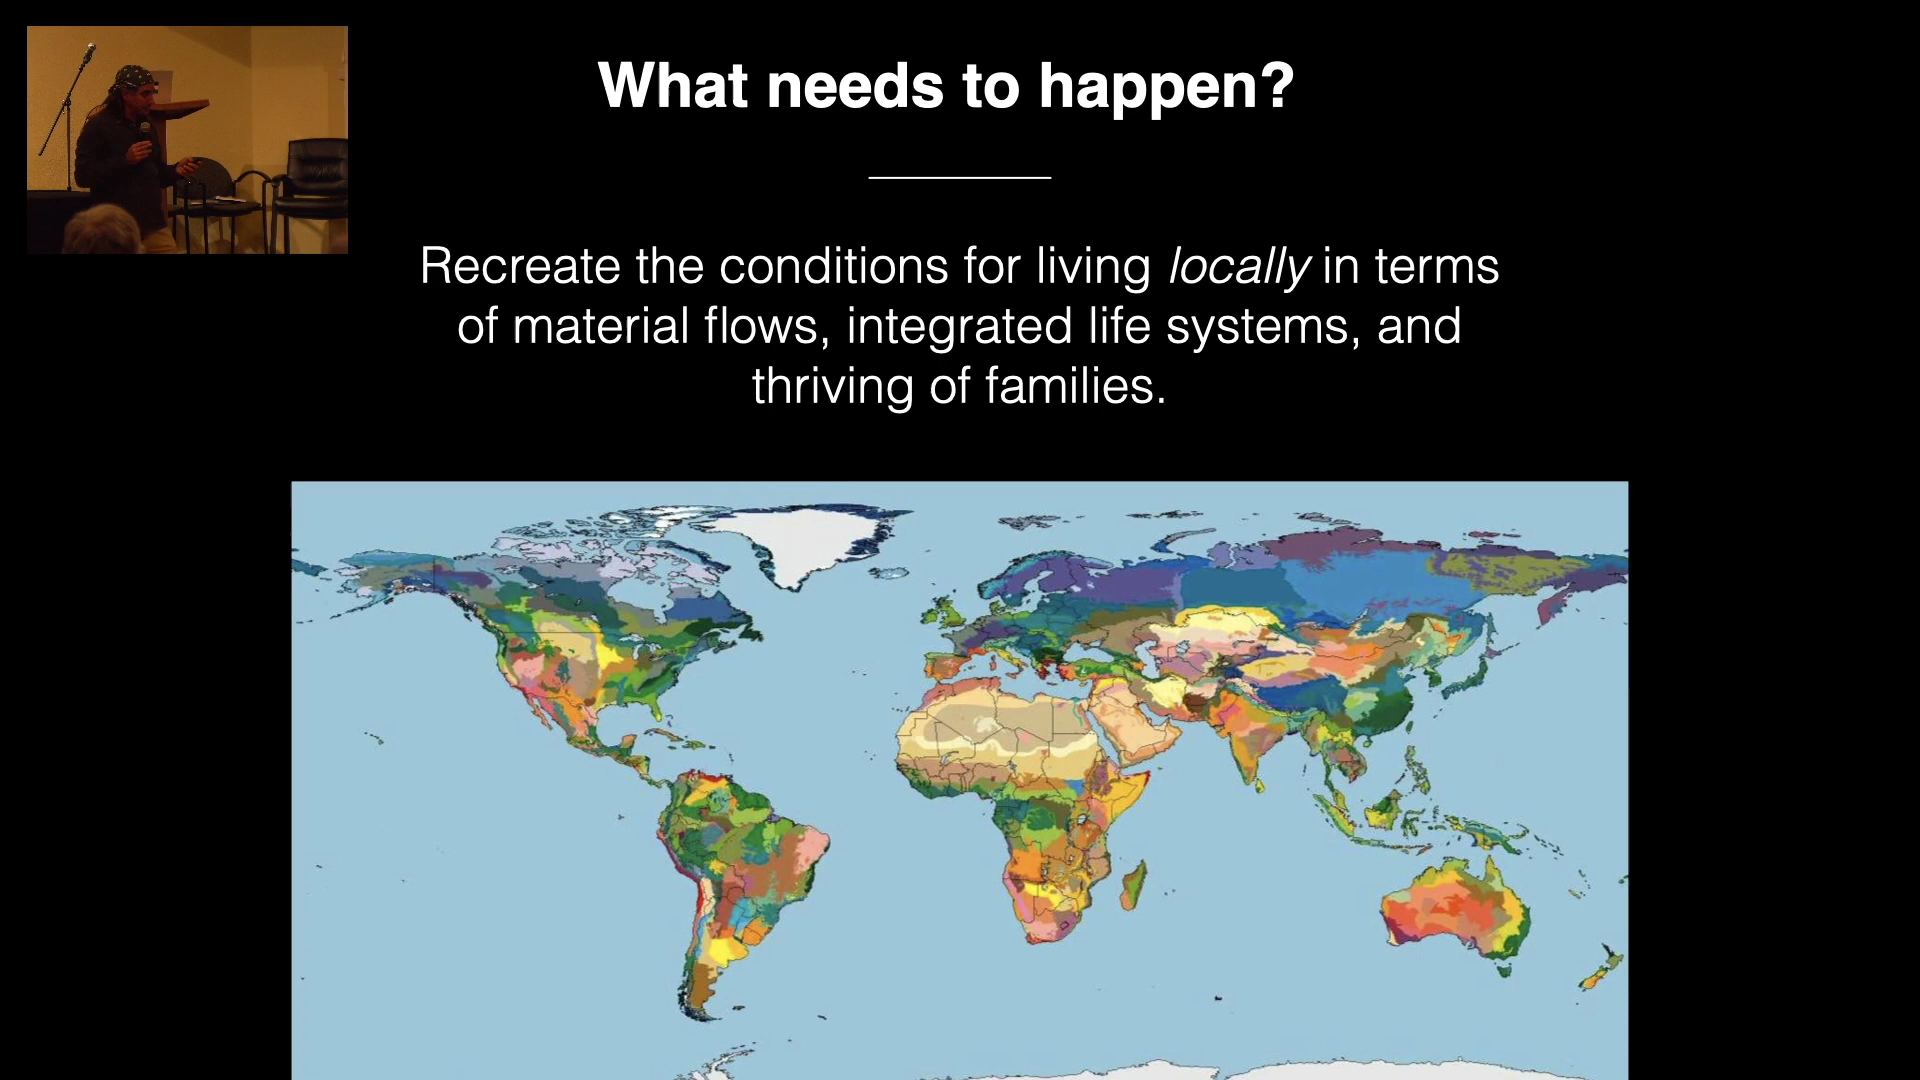 What needs to happen?
Recreate the conditions for living locally in terms
of material flows, integrated life systems, and
thriving of families.